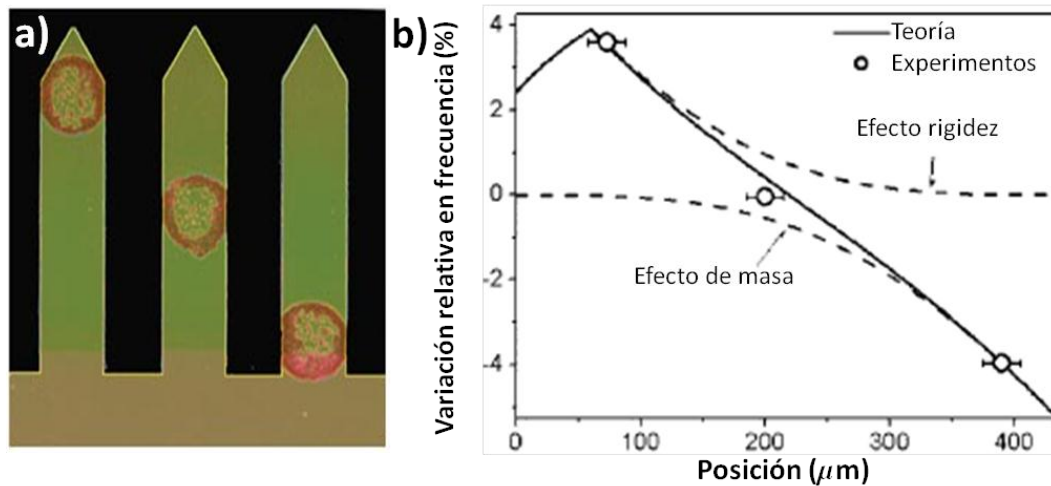 a)
b)
Variación relativa en frecuencia (%)
4
2
0
-2
-4
Teoría
Experimentos
Efecto rigidez
Efecto de masa
0
100
200
300
400
Posición (μm)